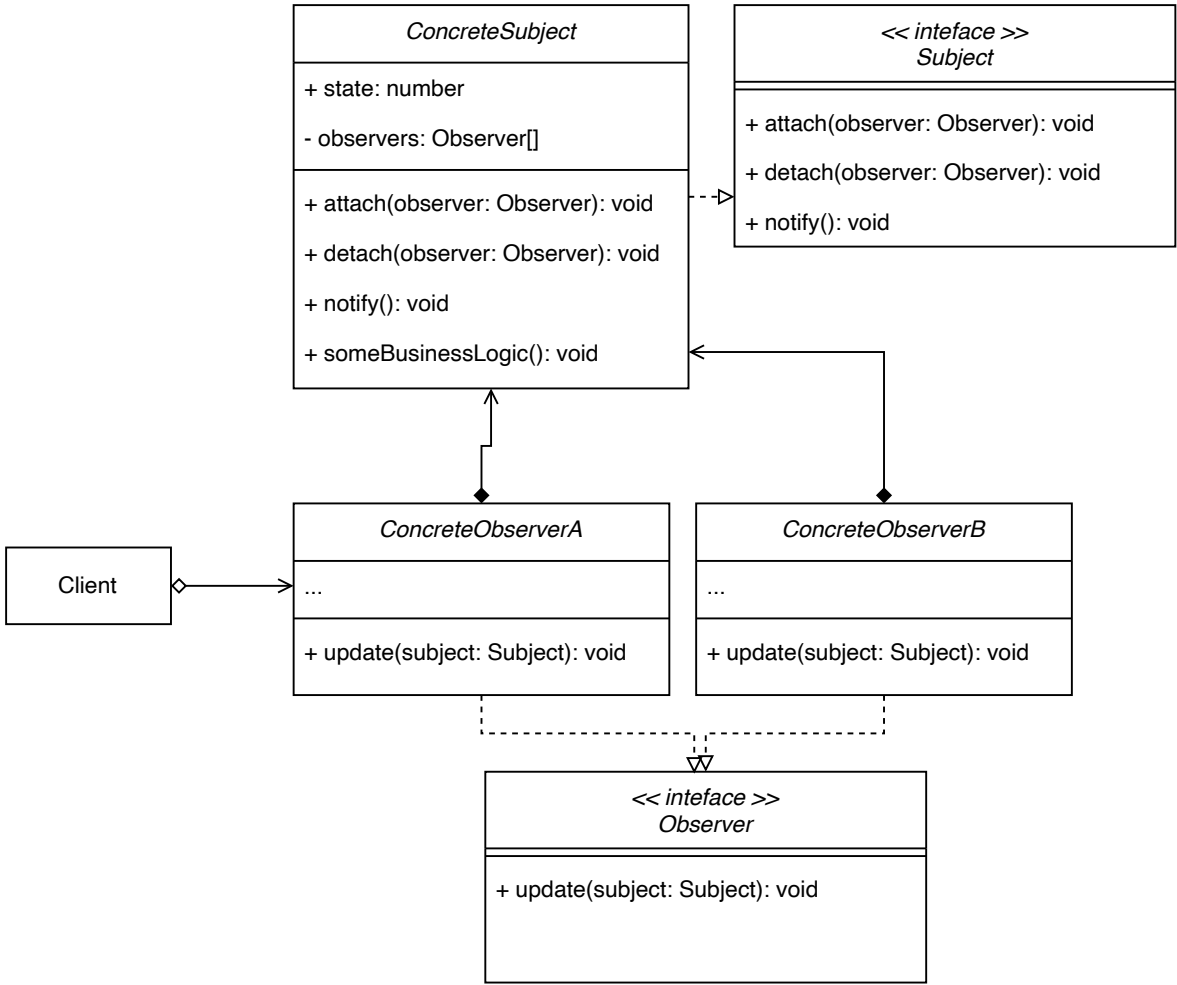 ConcreteSubject
+ state: number
- observers: Observer[]
+ attach(observer: Observer): void
+ detach(observer: Observer): void
+ notify(): void
+ someBusinessLogic(): void
<< inteface >>
Subject
+ attach(observer: Observer): void
+ detach(observer: Observer): void
+ notify(): void
Client
ConcreteObserverA
...
+ update(subject: Subject): void
ConcreteObserverB
...
+ update(subject: Subject): void
<< inteface >>
Observer
+ update(subject: Subject): void